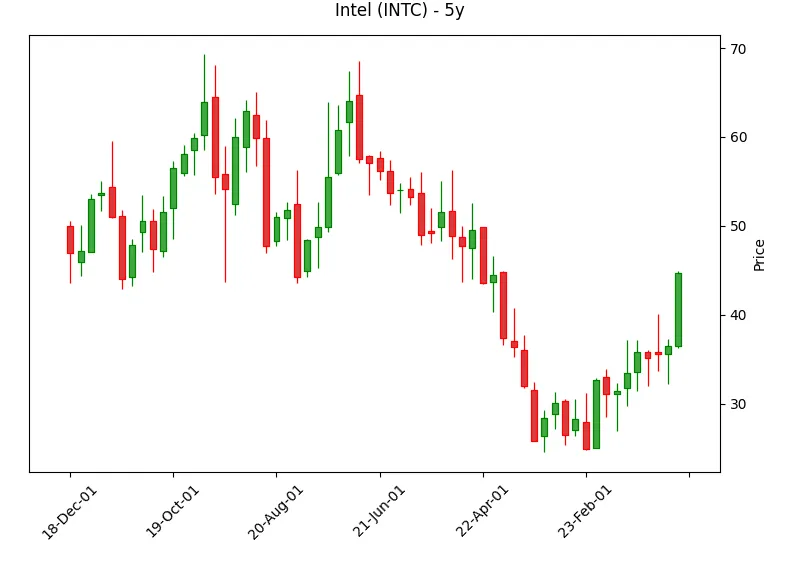 Intel (INTC) - 5y
70
60
50
40
30
Price
18-Dec-01
19-Oct-01
20-Aug-01
21-Jun-01
22-Apr-01
23-Feb-01